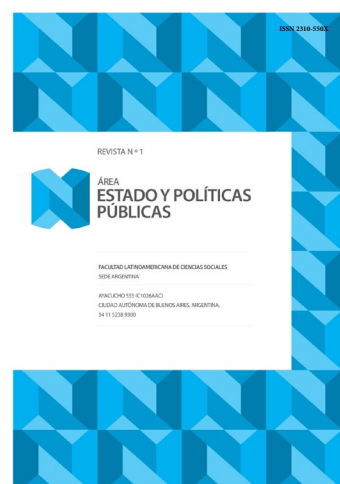 ISSN 2310-550X
REVISTA N º 1
ÁREA
ESTADO Y POLÍTICAS
PÚBLICAS
FACULTAD LATINOAMERICANA DE CIENCIAS SOCIALES
SEDE ARGENTINA
AYACUCHO 555 (C1026AAC)
CIUDAD AUTÓNOMA DE BUENOS AIRES. ARGENTINA.
54 11 5238 9300